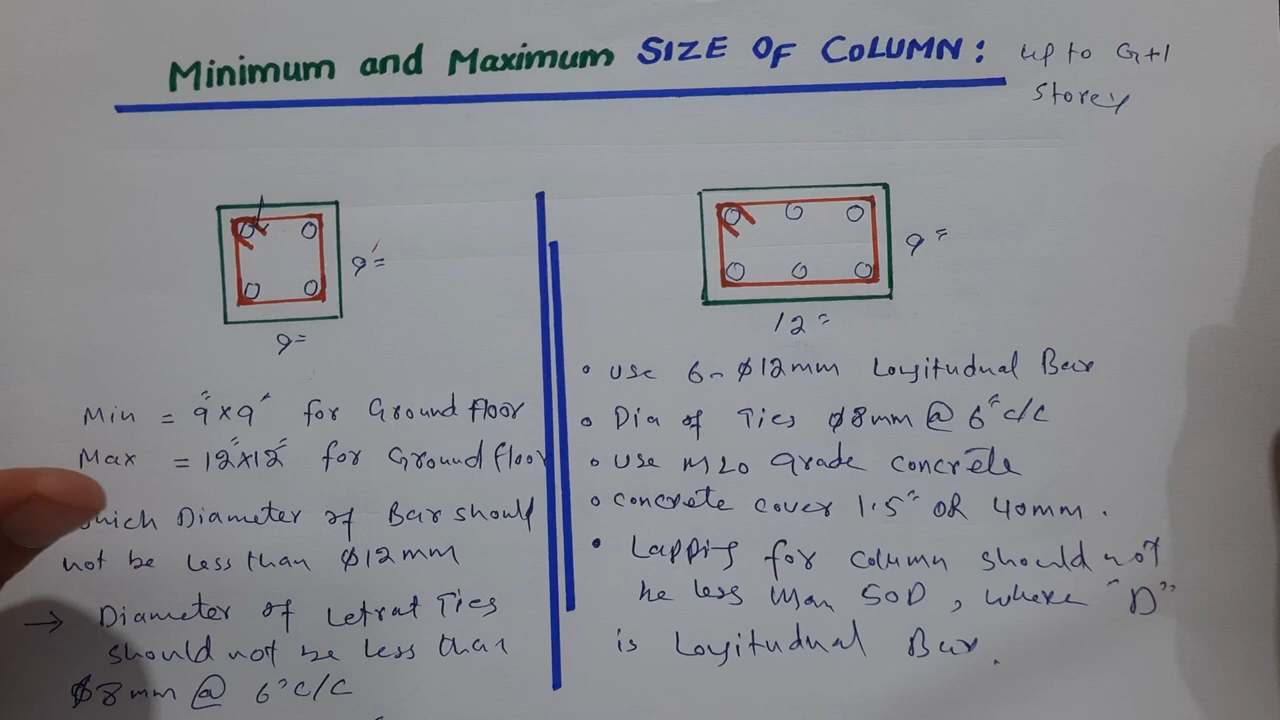 Minimum and Maximum SIZE OF COLUMN:
up to G+1
Storey
9"
9"
Min = 9"x9" for Ground Floor
Max = 12"x12" for Ground floor
which Diameter of Bar should
not be less than φ12mm
→ Diameter of Letral Ties
should not be less than
φ8mm @ 6" c/c
9"
12"
• use 6-φ12mm Longitudual Bar
• Dia of Ties φ8mm @ 6" c/c
• use M20 Grade concrete
• concrete cover 1.5" OR 40mm.
• Lapping for column should not
be less than 50D, where "D"
is Longitudual Bar.